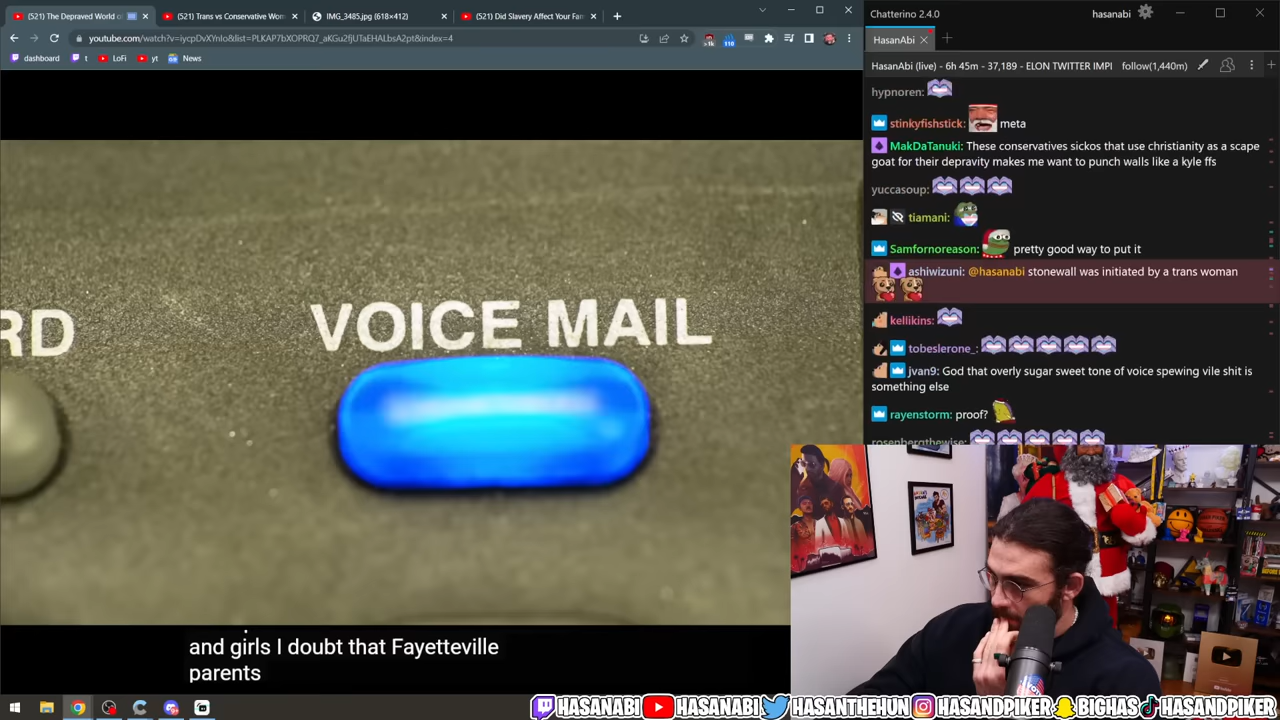 (521) The Depraved World o
(521) Trans vs Conservative Wom
IMG_3485.jpg (618×412)
(521) Did Slavery Affect Your Fam
youtube.com/watch?v=iycpDvXYnIo&list=PLKAP7bXOPRQ7_aKGu2fjUTaEHALbsA2pt&index=4
dashboard
t
LoFi
yt
News
RD
VOICE MAIL
and girls I doubt that Fayetteville
parents
Chatterino 2.4.0
hasanabi
HasanAbi
HasanAbi (live) - 6h 45m - 37,189 - ELON TWITTER IMPI
follow(1,440m)
hypnoren:
stinkyfishstick: meta
MakDaTanuki: These conservatives sickos that use christianity as a scape
goat for their depravity makes me want to punch walls like a kyle ffs
yuccasoup:
tiamani:
Samfornoreason: pretty good way to put it
ashiwizuni: @hasanabi stonewall was initiated by a trans woman
kellikins:
tobeslerone_:
jvan9: God that overly sugar sweet tone of voice spewing vile shit is
something else
rayenstorm: proof?
rosenbergthewise:
HASANABI
HASANABI
HASANTHEHUN
HASANDPIKER
BIGHAS
HASANDPIKER